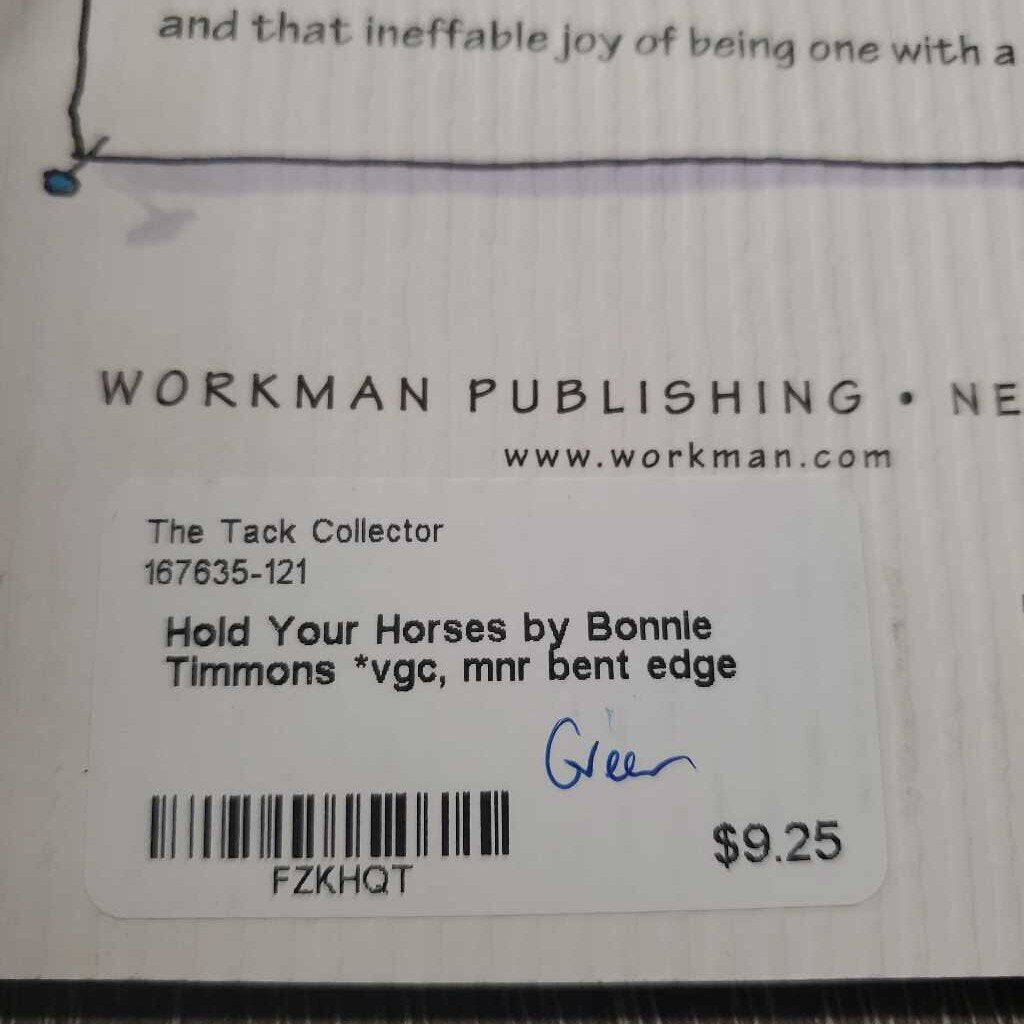 and that ineffable joy of being one with a
WORKMAN PUBLISHING • NE
www.workman.com
The Tack Collector
167635-121
Hold Your Horses by Bonnie
Timmons *vgc, mnr bent edge
Green
$9.25
FZKHQT